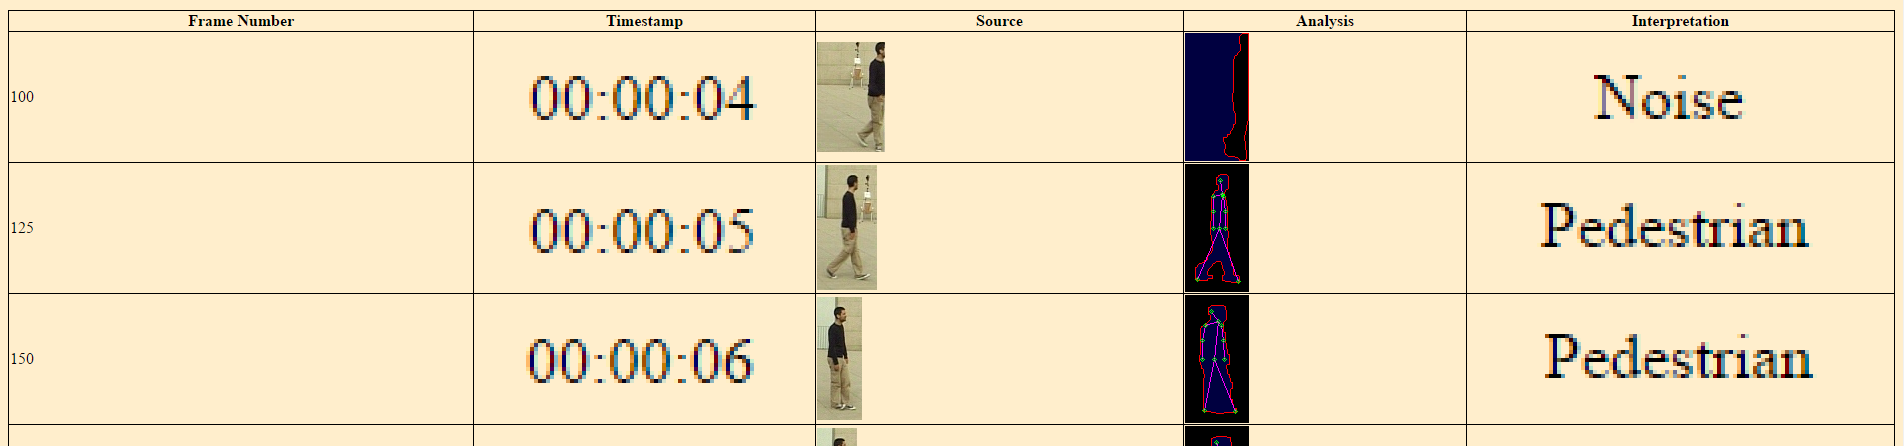 Frame Number Timestamp Source Analysis Interpretation
100 00:00:04 Noise
125 00:00:05 Pedestrian
150 00:00:06 Pedestrian